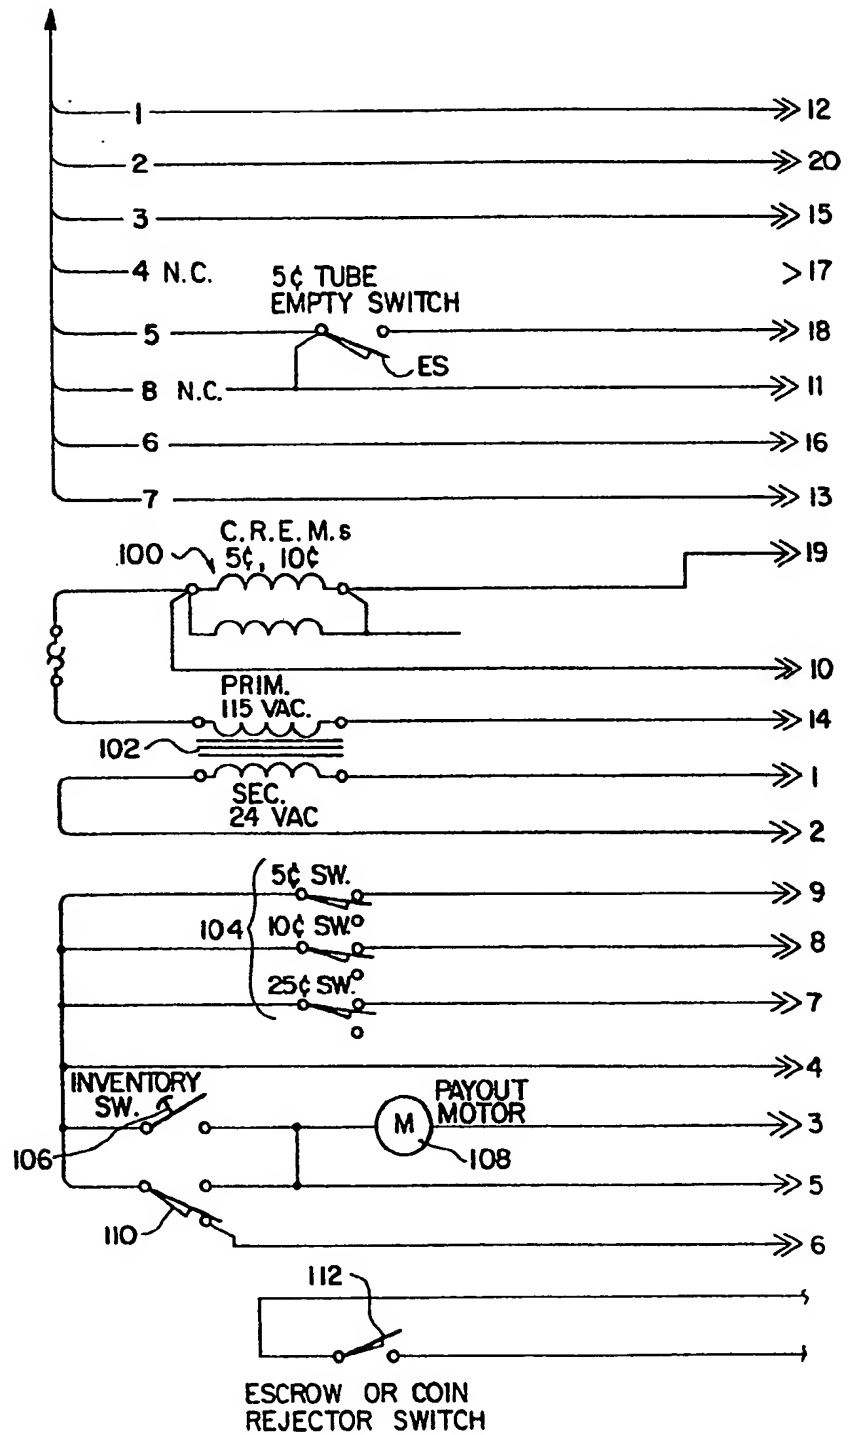 1 12
2 20
3 15
4 N.C. 17
5¢ TUBE
EMPTY SWITCH
5 18
ES
8 N.C. 11
6 16
7 13
C.R.E.M.s
100 5¢, 10¢ 19
10
PRIM.
115 VAC. 14
102
1
SEC.
24 VAC 2
5¢ SW. 9
104 10¢ SW. 8
25¢ SW. 7
4
INVENTORY
SW.
PAYOUT
MOTOR
M 3
106 108
5
110 6
112
ESCROW OR COIN
REJECTOR SWITCH